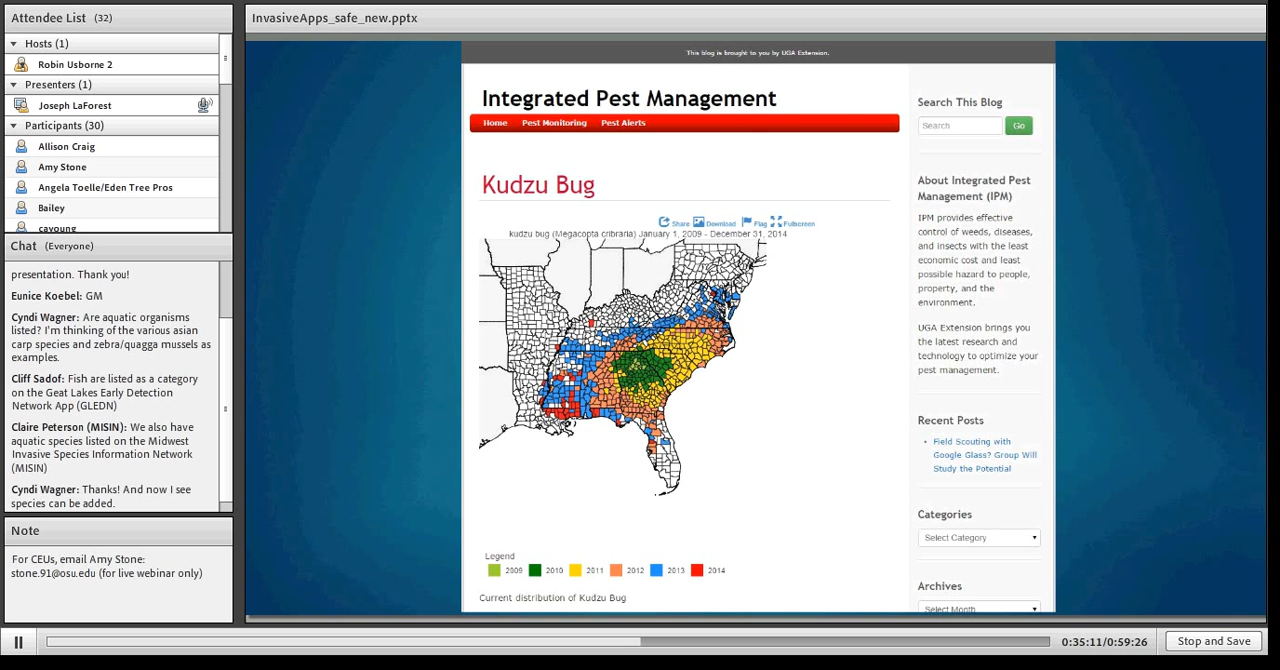 Attendee List (32)
Hosts (1)
Robin Usborne 2
Presenters (1)
Joseph LaForest
Participants (30)
Allison Craig
Amy Stone
Angela Toelle/Eden Tree Pros
Bailey
cayoung
Chat (Everyone)
presentation. Thank you!
Eunice Koebel: GM
Cyndi Wagner: Are aquatic organisms
listed? I'm thinking of the various asian
carp species and zebra/quagga mussels as
examples.
Cliff Sadof: Fish are listed as a category
on the Geat Lakes Early Detection
Network App (GLEDN)
Claire Peterson (MISIN): We also have
aquatic species listed on the Midwest
Invasive Species Information Network
(MISIN)
Cyndi Wagner: Thanks! And now I see
species can be added.
Note
For CEUs, email Amy Stone:
stone.91@osu.edu (for live webinar only)
InvasiveApps_safe_new.pptx
This blog is brought to you by UGA Extension.
Integrated Pest Management
Home Pest Monitoring Pest Alerts
Kudzu Bug
Share Download Flag Fullscreen
kudzu bug (Megacopta cribraria) January 1, 2009 - December 31, 2014
Legend
2009 2010 2011 2012 2013 2014
Current distribution of Kudzu Bug
Search This Blog
Search Go
About Integrated Pest
Management (IPM)
IPM provides effective
control of weeds, diseases,
and insects with the least
economic cost and least
possible hazard to people,
property, and the
environment.
UGA Extension brings you
the latest research and
technology to optimize your
pest management.
Recent Posts
Field Scouting with
Google Glass? Group Will
Study the Potential
Categories
Select Category
Archives
Select Month
0:35:11/0:59:26
Stop and Save